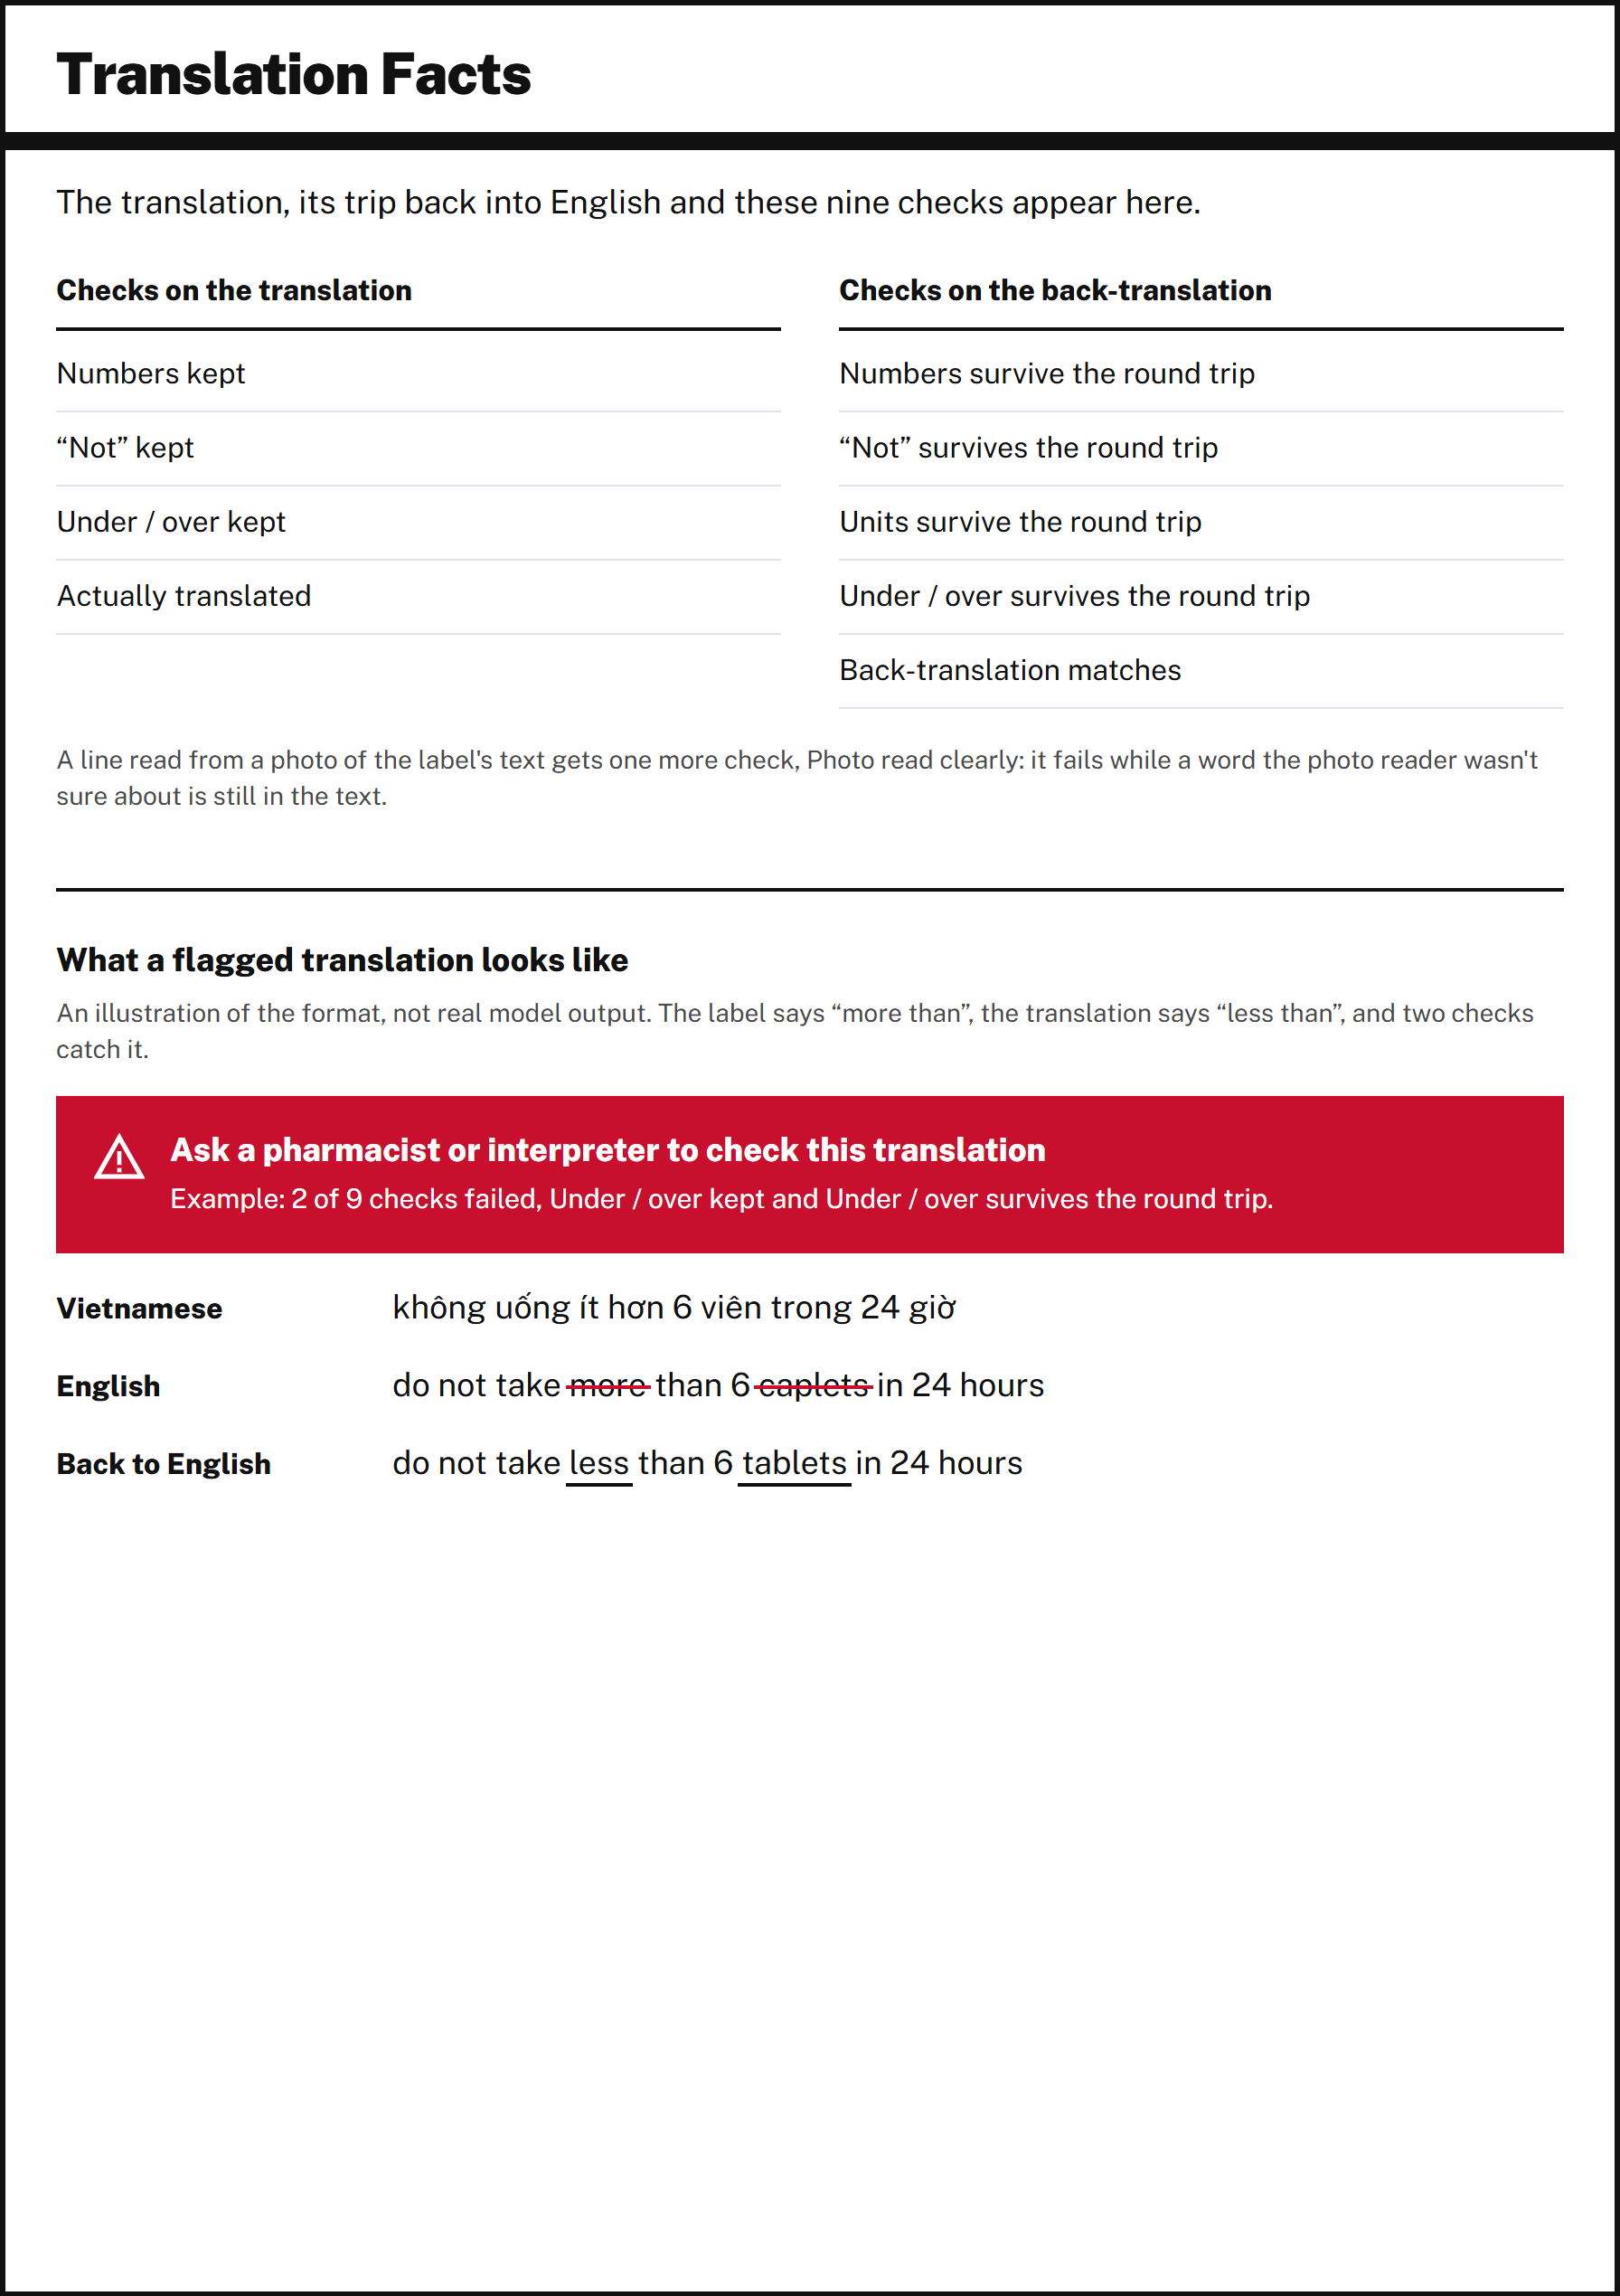 Translation Facts
The translation, its trip back into English and these nine checks appear here.
Checks on the translation
Numbers kept
“Not” kept
Under / over kept
Actually translated
Checks on the back-translation
Numbers survive the round trip
“Not” survives the round trip
Units survive the round trip
Under / over survives the round trip
Back-translation matches
A line read from a photo of the label's text gets one more check, Photo read clearly: it fails while a word the photo reader wasn't
sure about is still in the text.
What a flagged translation looks like
An illustration of the format, not real model output. The label says “more than”, the translation says “less than”, and two checks
catch it.
Ask a pharmacist or interpreter to check this translation
Example: 2 of 9 checks failed, Under / over kept and Under / over survives the round trip.
Vietnamese không uống ít hơn 6 viên trong 24 giờ
English do not take more than 6 caplets in 24 hours
Back to English do not take less than 6 tablets in 24 hours